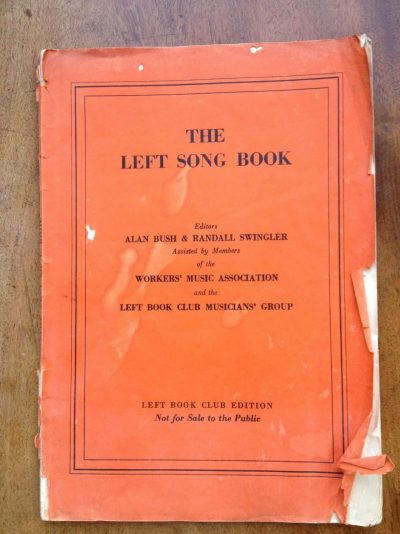 THE
LEFT SONG BOOK
Editors
ALAN BUSH & RANDALL SWINGLER
Assisted by Members
of the
WORKERS' MUSIC ASSOCIATION
and the
LEFT BOOK CLUB MUSICIANS' GROUP
LEFT BOOK CLUB EDITION
Not for Sale to the Public